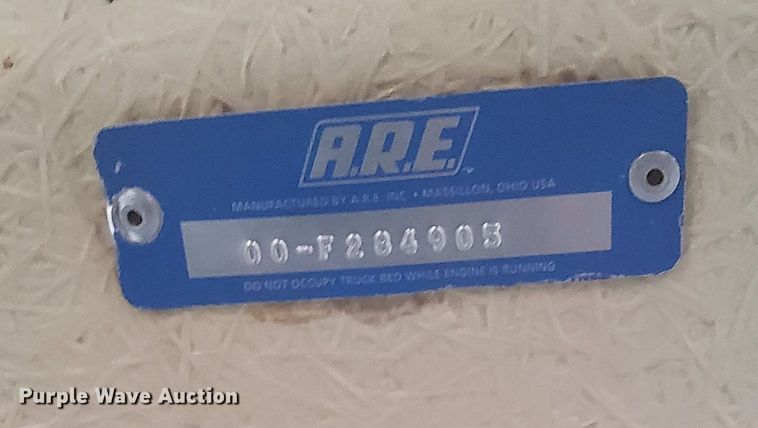 A.R.E.
MANUFACTURED BY A.R.E. INC. • MASSILLON, OHIO USA
00-F284905
DO NOT OCCUPY TRUCK BED WHILE ENGINE IS RUNNING
Purple Wave Auction